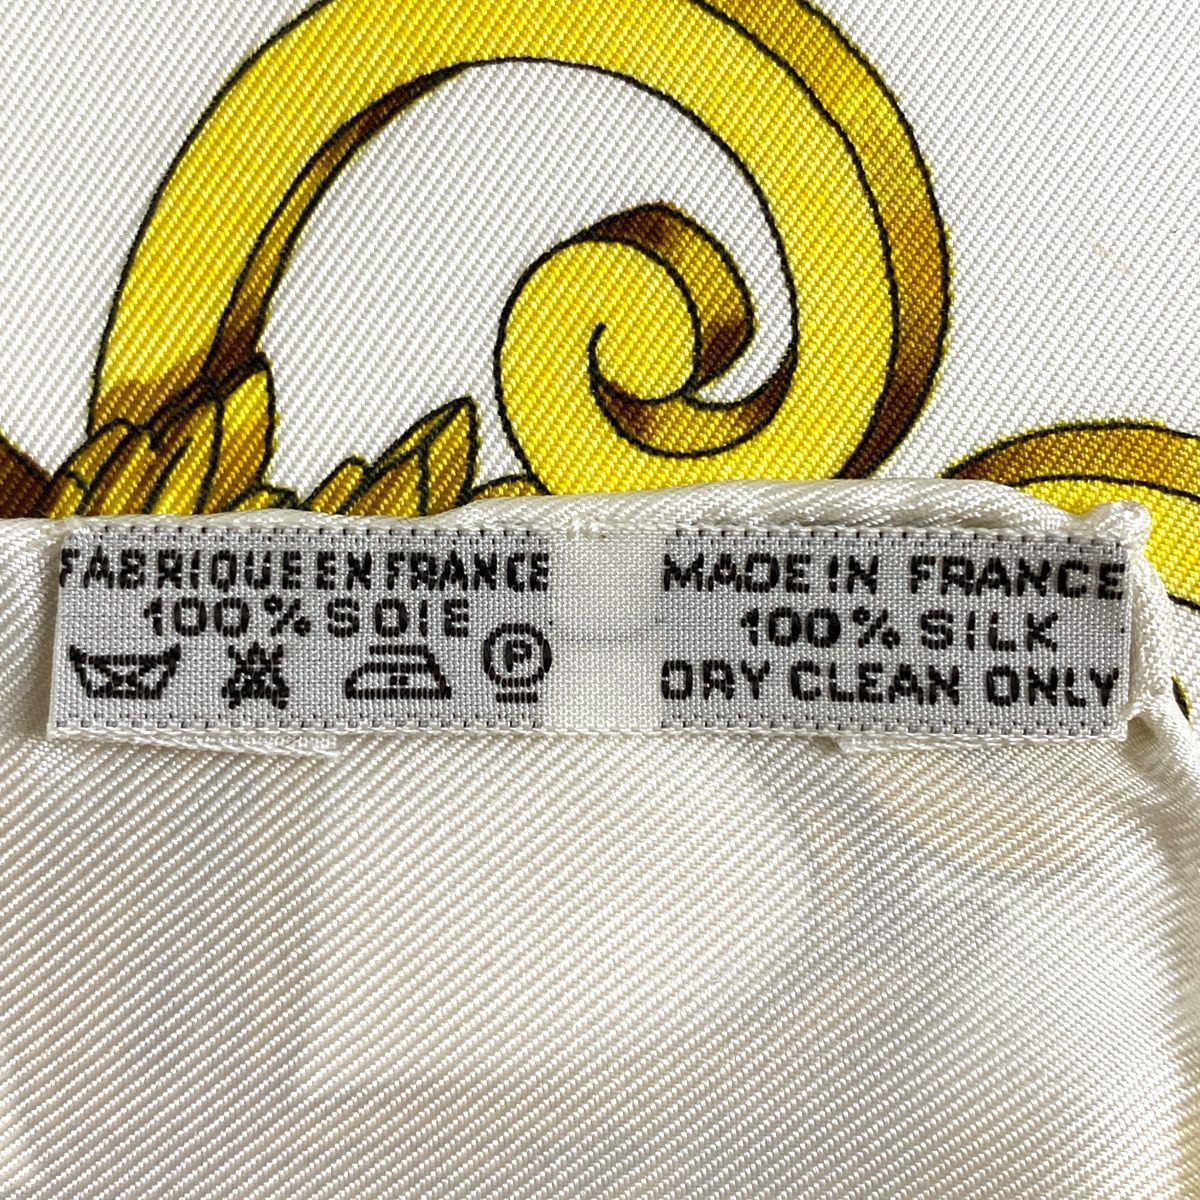 FABRIQUE EN FRANCE
100% SOIE
P
MADE IN FRANCE
100% SILK
DRY CLEAN ONLY